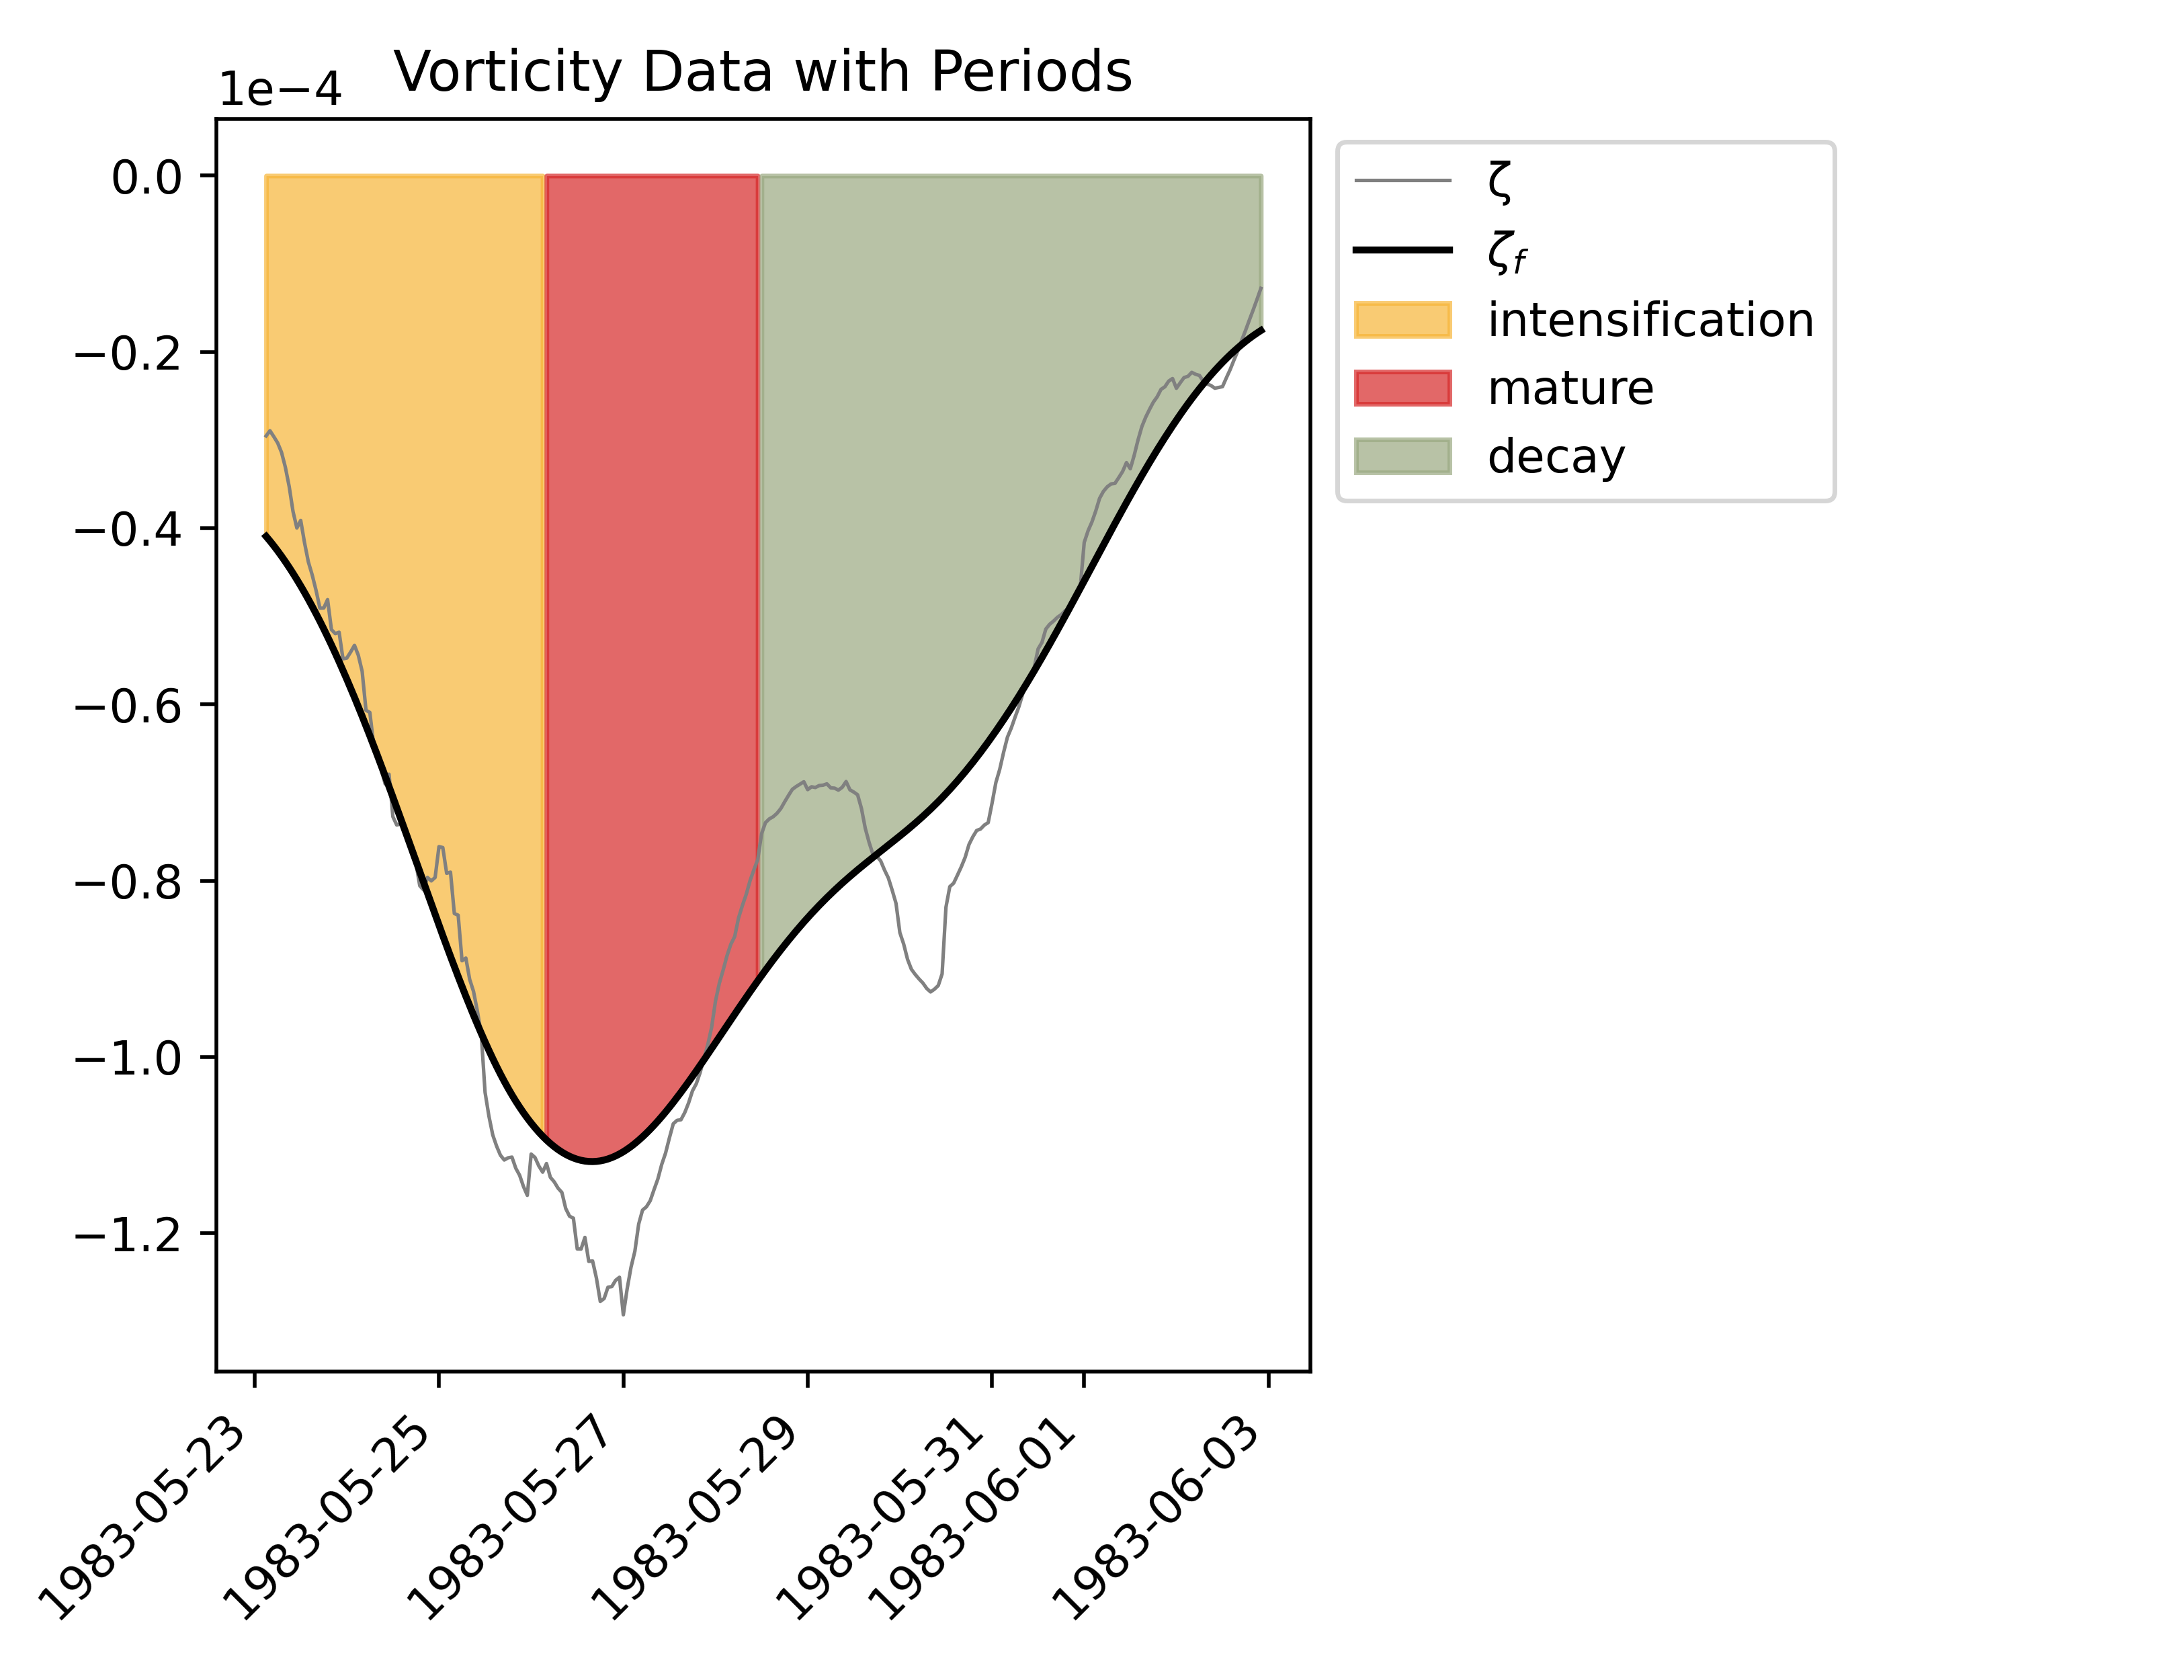 Vorticity Data with Periods
1e−4
0.0
−0.2
−0.4
−0.6
−0.8
−1.0
−1.2
1983-05-23
1983-05-25
1983-05-27
1983-05-29
1983-05-31
1983-06-01
1983-06-03
ζ
ζf
intensification
mature
decay